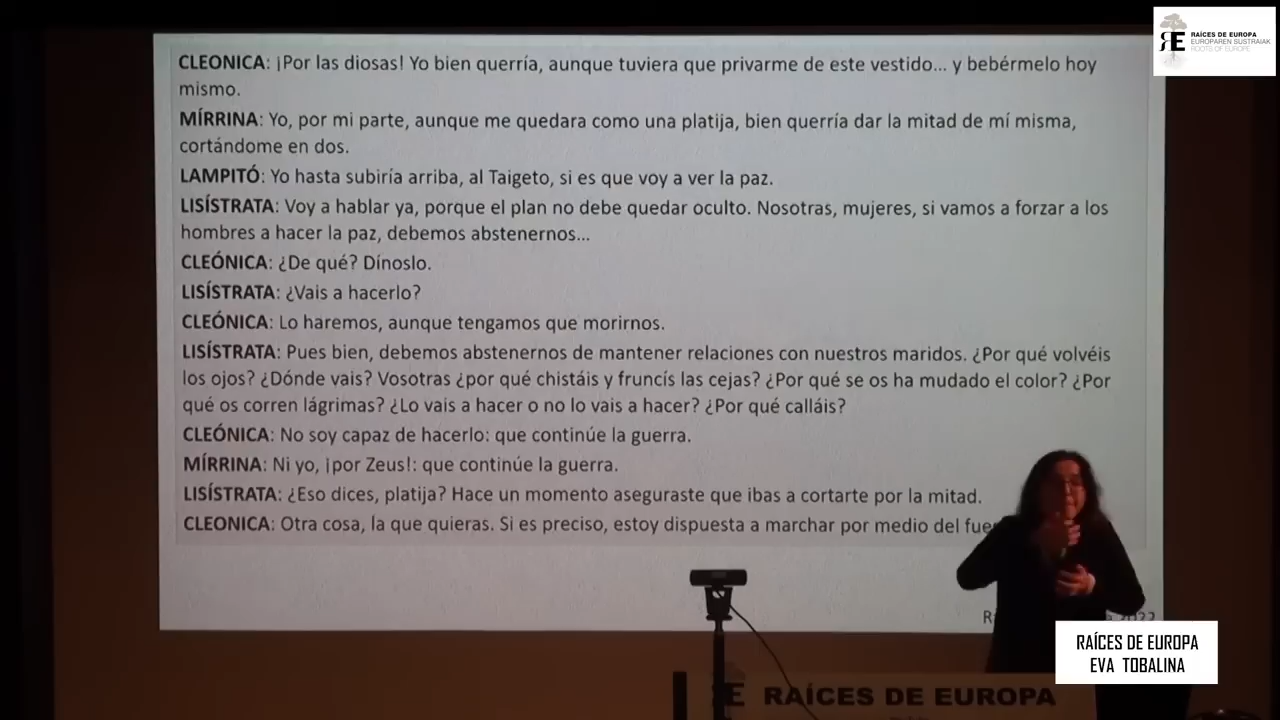 RAÍCES DE EUROPA
EUROPAREN SUSTRAIAK
ROOTS OF EUROPE
CLEONICA: ¡Por las diosas! Yo bien querría, aunque tuviera que privarme de este vestido... y bebérmelo hoy
mismo.
MÍRRINA: Yo, por mi parte, aunque me quedara como una platija, bien querría dar la mitad de mí misma,
cortándome en dos.
LAMPITÓ: Yo hasta subiría arriba, al Taigeto, si es que voy a ver la paz.
LISÍSTRATA: Voy a hablar ya, porque el plan no debe quedar oculto. Nosotras, mujeres, si vamos a forzar a los
hombres a hacer la paz, debemos abstenernos...
CLEÓNICA: ¿De qué? Dínoslo.
LISÍSTRATA: ¿Vais a hacerlo?
CLEÓNICA: Lo haremos, aunque tengamos que morirnos.
LISÍSTRATA: Pues bien, debemos abstenernos de mantener relaciones con nuestros maridos. ¿Por qué volvéis
los ojos? ¿Dónde vais? Vosotras ¿por qué chistáis y fruncís las cejas? ¿Por qué se os ha mudado el color? ¿Por
qué os corren lágrimas? ¿Lo vais a hacer o no lo vais a hacer? ¿Por qué calláis?
CLEÓNICA: No soy capaz de hacerlo: que continúe la guerra.
MÍRRINA: Ni yo, ¡por Zeus!: que continúe la guerra.
LISÍSTRATA: ¿Eso dices, platija? Hace un momento aseguraste que ibas a cortarte por la mitad.
CLEONICA: Otra cosa, la que quieras. Si es preciso, estoy dispuesta a marchar por medio del
2022
RAÍCES DE EUROPA
EVA TOBALINA
RAÍCES DE EUROPA